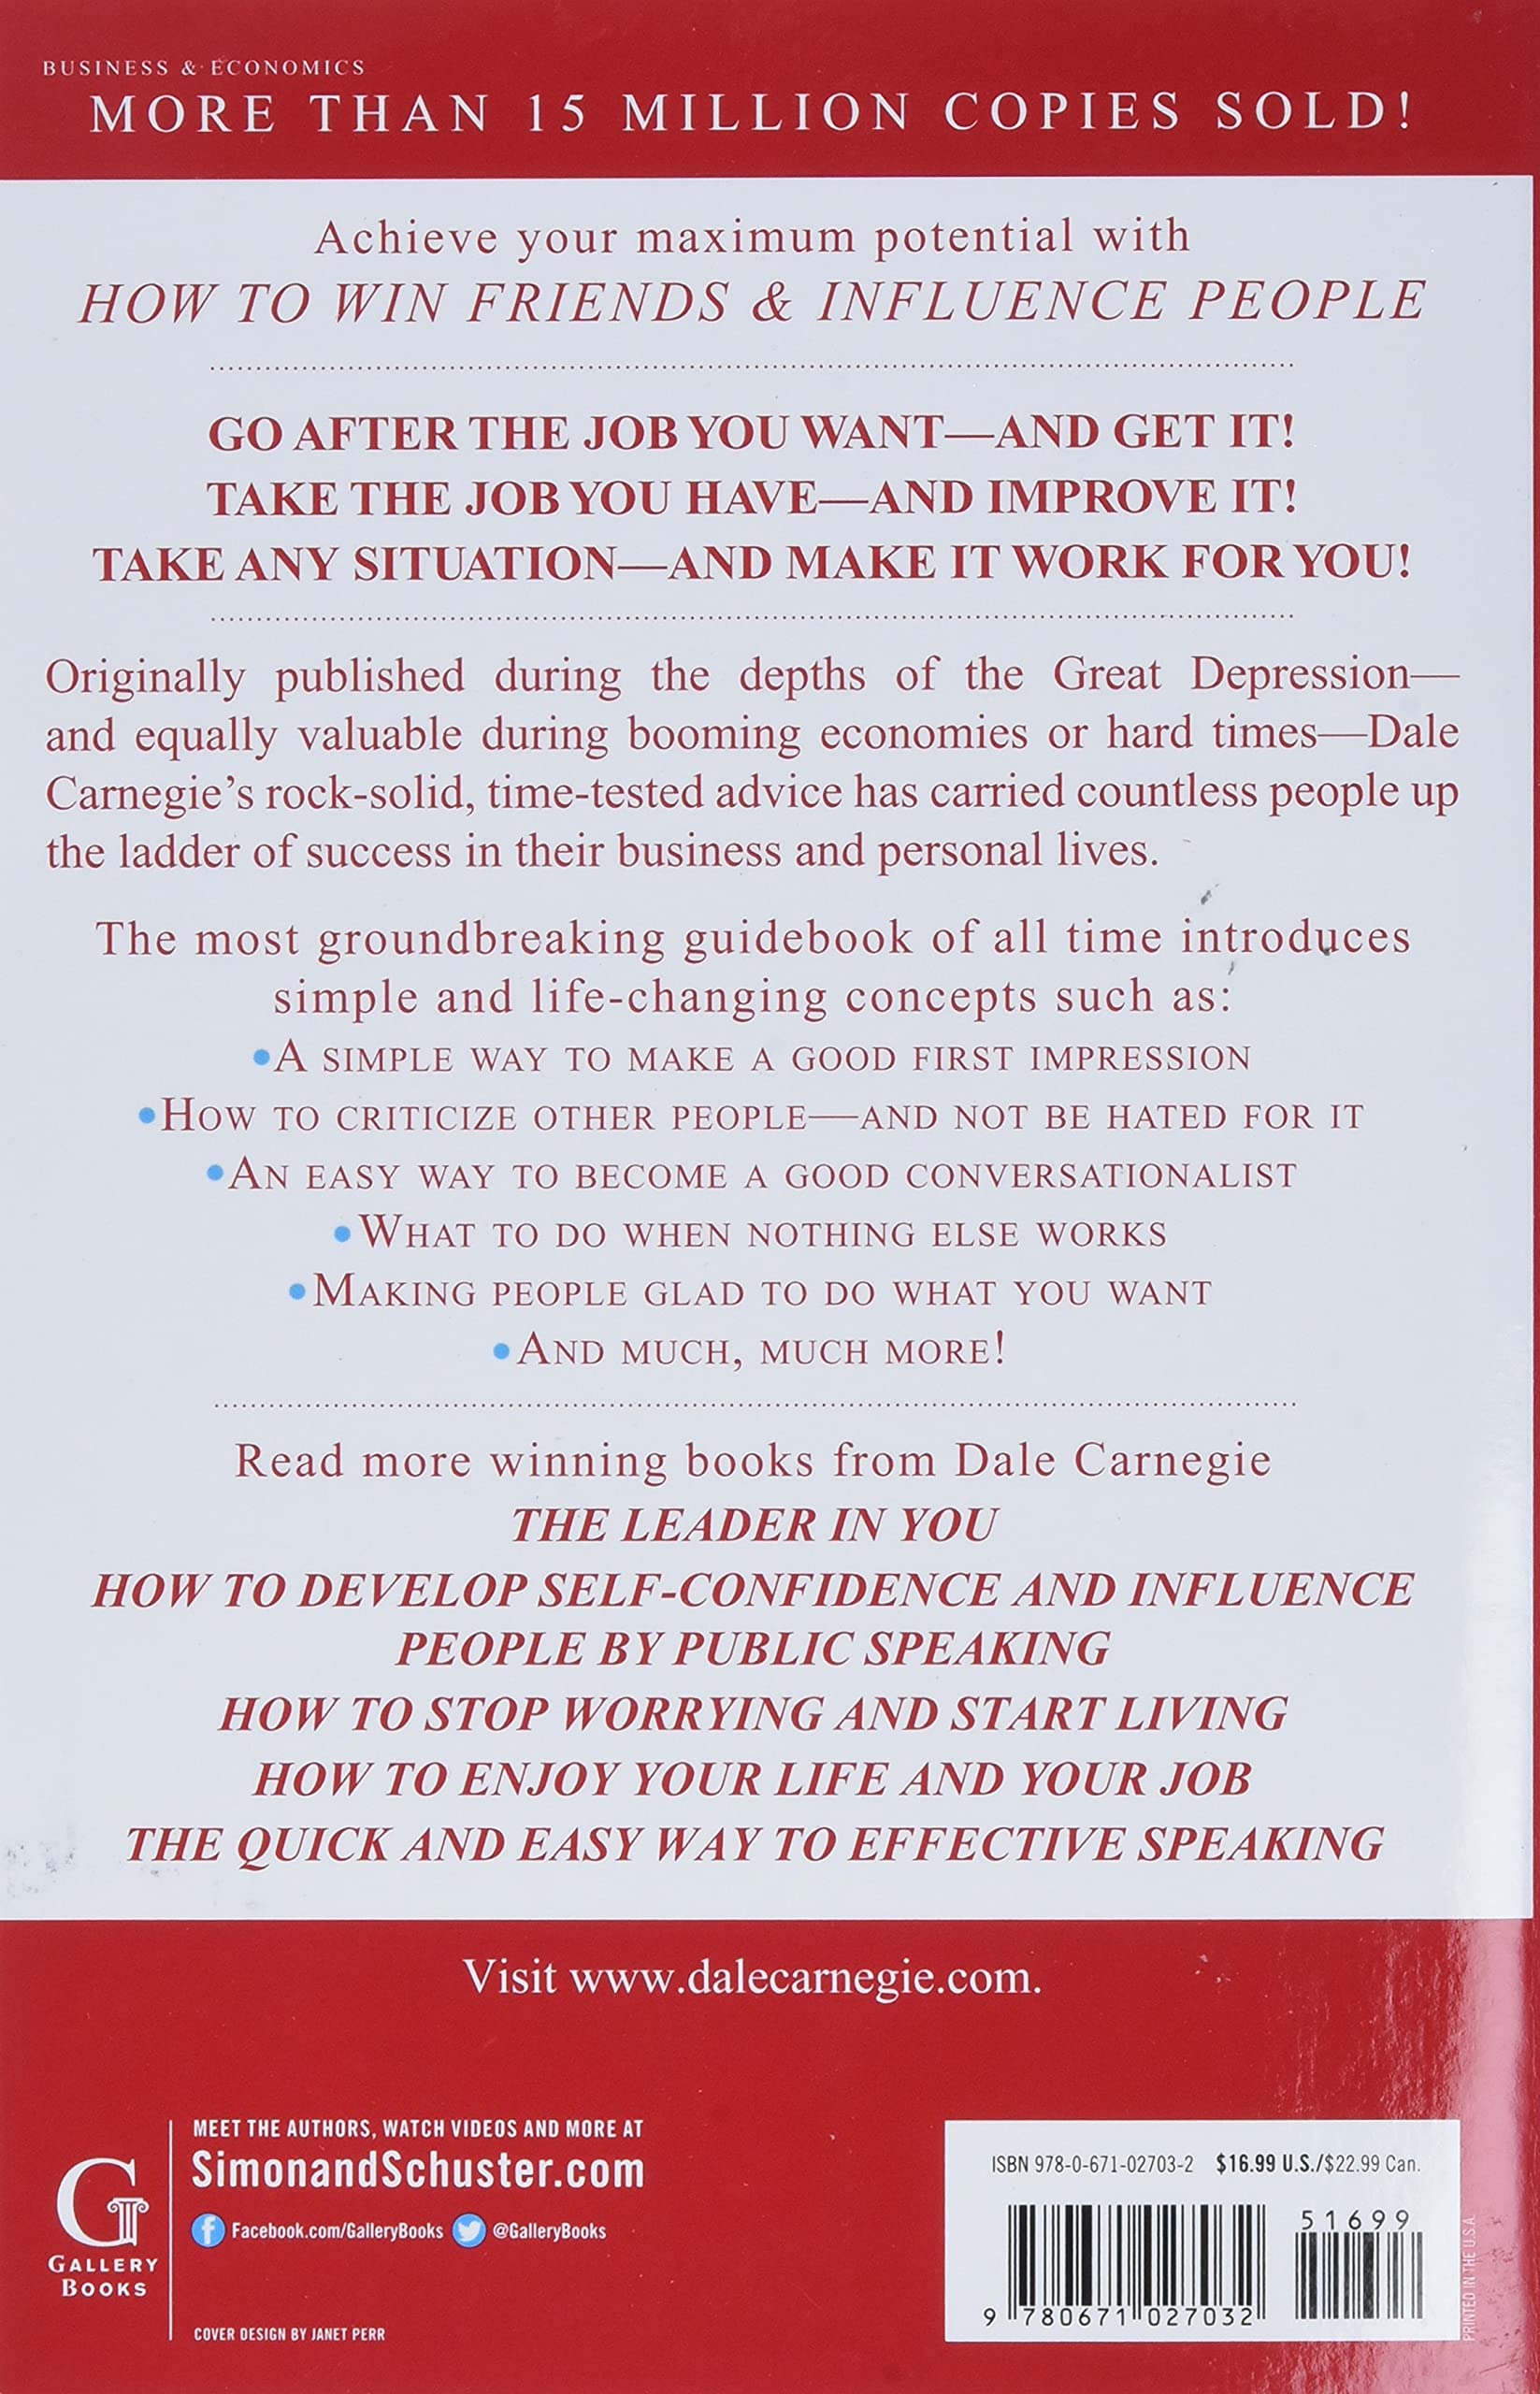 BUSINESS & ECONOMICS
MORE THAN 15 MILLION COPIES SOLD!
Achieve your maximum potential with
HOW TO WIN FRIENDS & INFLUENCE PEOPLE
GO AFTER THE JOB YOU WANT—AND GET IT!
TAKE THE JOB YOU HAVE—AND IMPROVE IT!
TAKE ANY SITUATION—AND MAKE IT WORK FOR YOU!
Originally published during the depths of the Great Depression—
and equally valuable during booming economies or hard times—Dale
Carnegie's rock-solid, time-tested advice has carried countless people up
the ladder of success in their business and personal lives.
The most groundbreaking guidebook of all time introduces
simple and life-changing concepts such as:
•A SIMPLE WAY TO MAKE A GOOD FIRST IMPRESSION
•HOW TO CRITICIZE OTHER PEOPLE—AND NOT BE HATED FOR IT
•AN EASY WAY TO BECOME A GOOD CONVERSATIONALIST
•WHAT TO DO WHEN NOTHING ELSE WORKS
•MAKING PEOPLE GLAD TO DO WHAT YOU WANT
•AND MUCH, MUCH MORE!
Read more winning books from Dale Carnegie
THE LEADER IN YOU
HOW TO DEVELOP SELF-CONFIDENCE AND INFLUENCE
PEOPLE BY PUBLIC SPEAKING
HOW TO STOP WORRYING AND START LIVING
HOW TO ENJOY YOUR LIFE AND YOUR JOB
THE QUICK AND EASY WAY TO EFFECTIVE SPEAKING
Visit www.dalecarnegie.com.
G
GALLERY
BOOKS
MEET THE AUTHORS, WATCH VIDEOS AND MORE AT
SimonandSchuster.com
Facebook.com/GalleryBooks @GalleryBooks
COVER DESIGN BY JANET PERR
ISBN 978-0-671-02703-2 $16.99 U.S./$22.99 Can.
51699
9 780671 027032
PRINTED IN THE U.S.A.